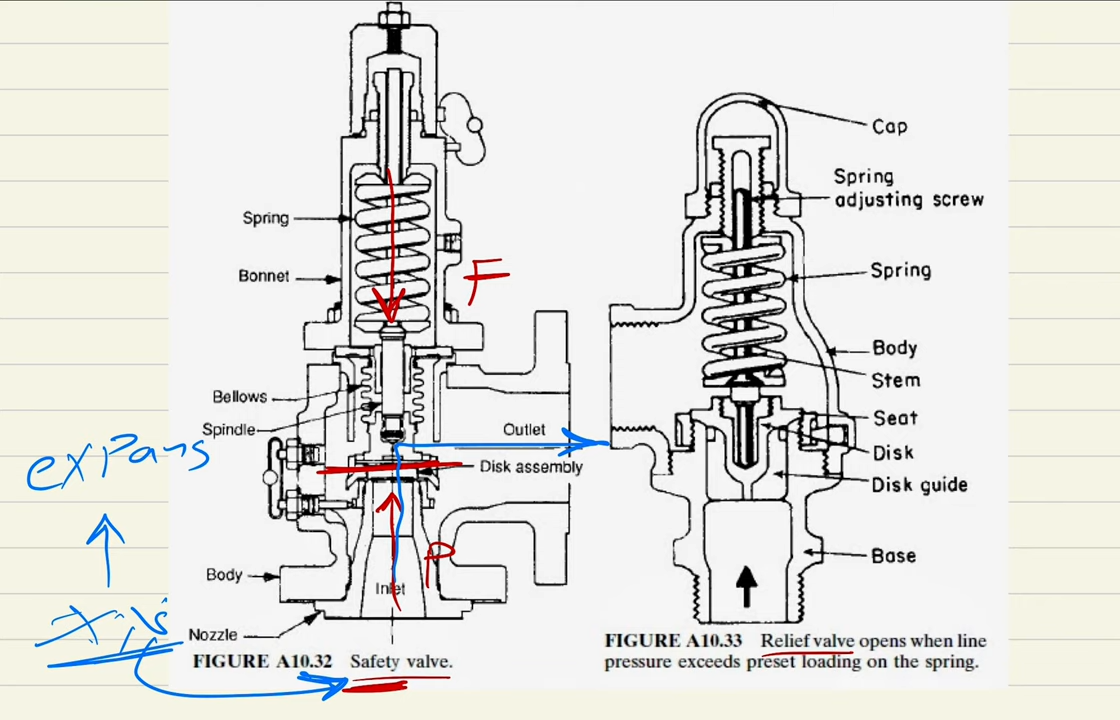 Spring
Bonnet
F
Bellows
Spindle
Outlet
Disk assembly
expans
P
Body
Inlet
Nozzle
FIGURE A10.32 Safety valve.
Cap
Spring
adjusting screw
Spring
Body
Stem
Seat
Disk
Disk guide
Base
FIGURE A10.33 Relief valve opens when line
pressure exceeds preset loading on the spring.